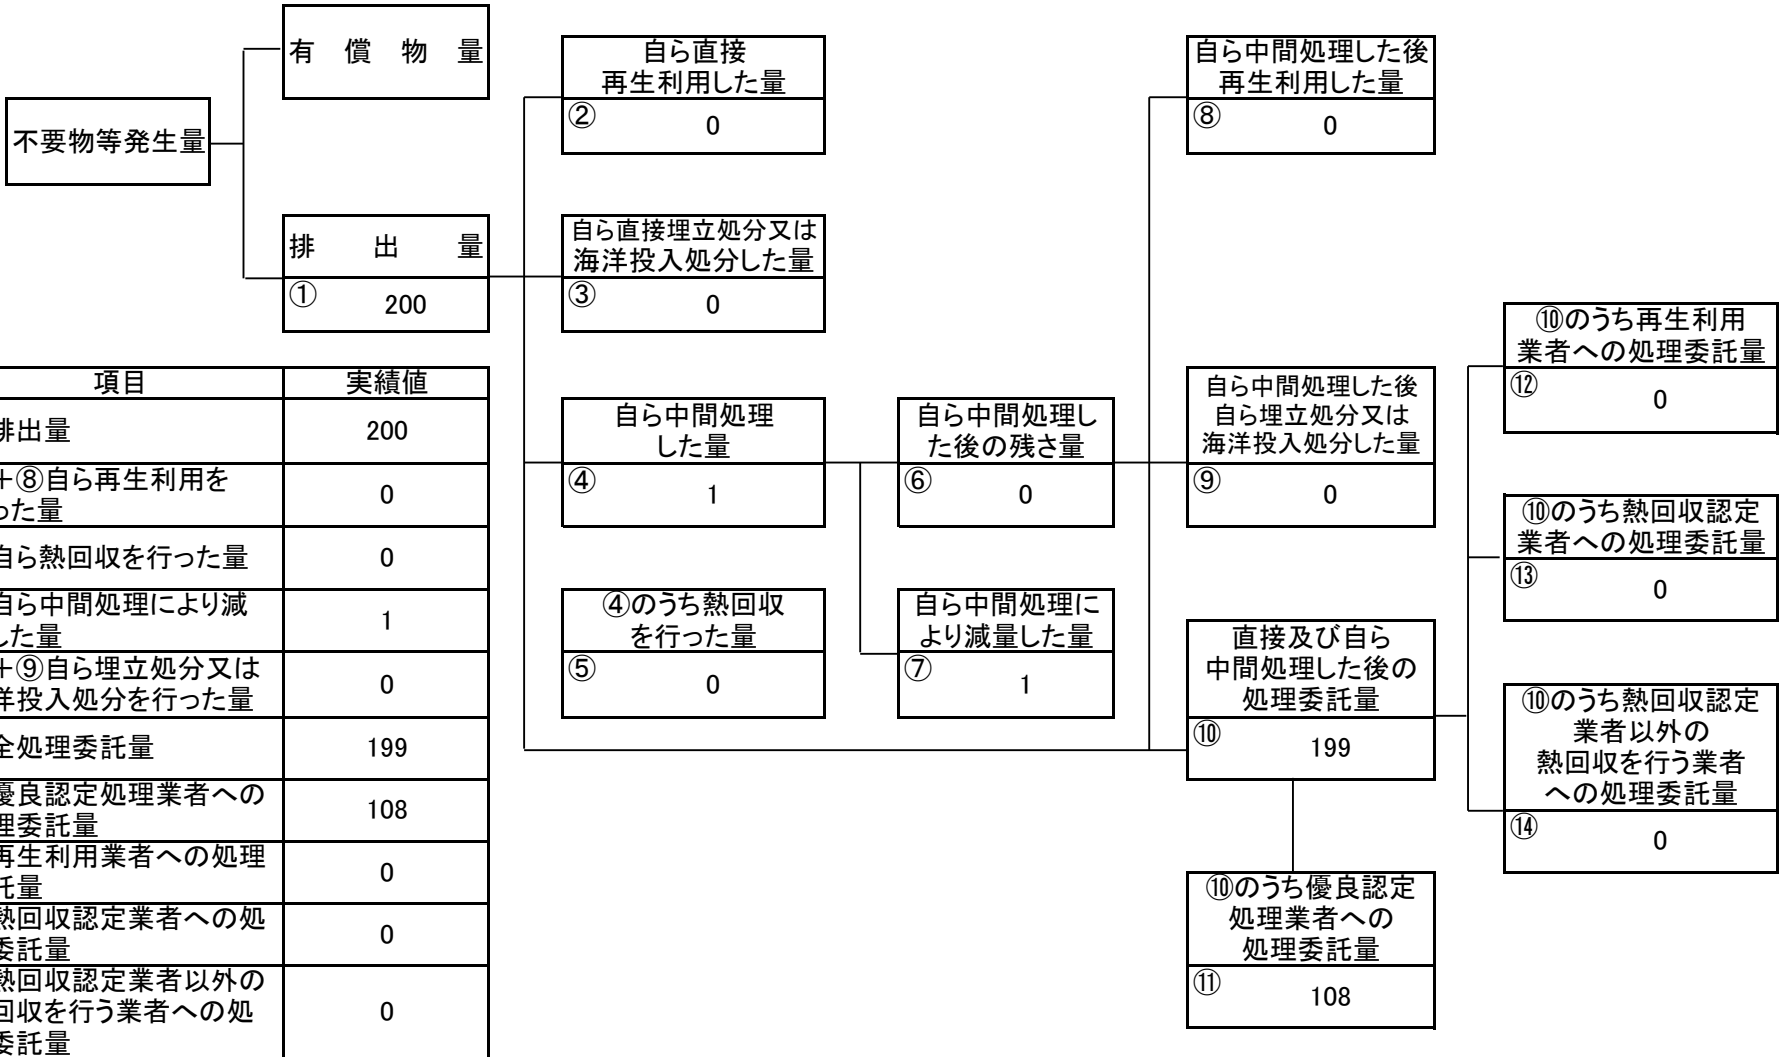 有償物量
不要物等発生量
排出量
① 200
自ら直接
再生利用した量
② 0
自ら直接埋立処分又は
海洋投入処分した量
③ 0
自ら中間処理
した量
④ 1
④のうち熱回収
を行った量
⑤ 0
自ら中間処理し
た後の残さ量
⑥ 0
自ら中間処理に
より減量した量
⑦ 1
自ら中間処理した後
再生利用した量
⑧ 0
自ら中間処理した後
自ら埋立処分又は
海洋投入処分した量
⑨ 0
直接及び自ら
中間処理した後の
処理委託量
⑩ 199
⑩のうち優良認定
処理業者への
処理委託量
⑪ 108
⑩のうち再生利用
業者への処理委託量
⑫ 0
⑩のうち熱回収認定
業者への処理委託量
⑬ 0
⑩のうち熱回収認定
業者以外の
熱回収を行う業者
への処理委託量
⑭ 0
項目 実績値
排出量 200
+⑧自ら再生利用を
った量 0
自ら熱回収を行った量 0
自ら中間処理により減
した量 1
+⑨自ら埋立処分又は
洋投入処分を行った量 0
全処理委託量 199
優良認定処理業者への
理委託量 108
再生利用業者への処理
託量 0
熱回収認定業者への処
委託量 0
熱回収認定業者以外の
回収を行う業者への処
委託量 0